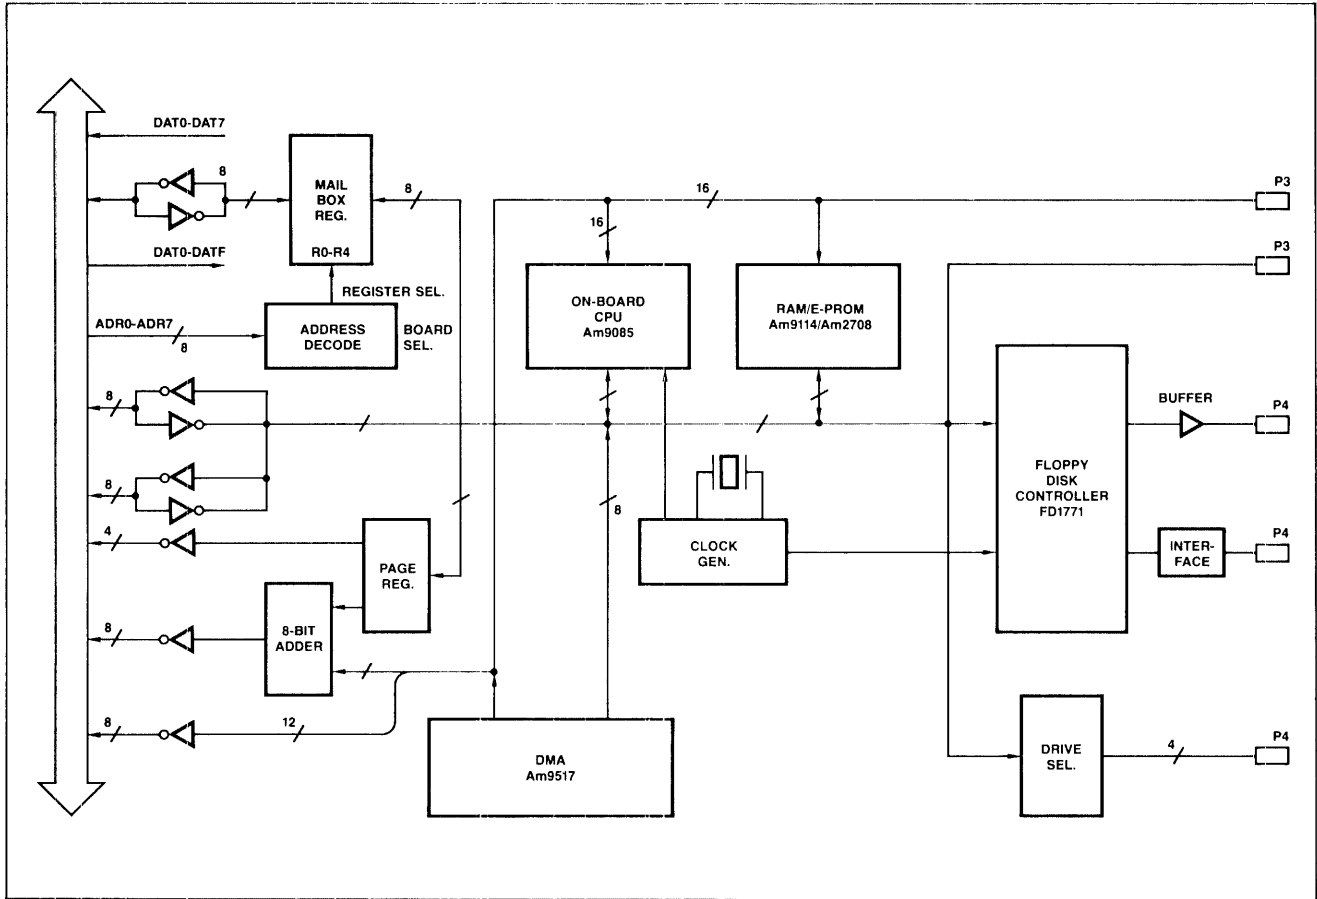 DAT0-DAT7
8
MAIL
BOX
REG.
R0-R4
8
DAT0-DATF
REGISTER SEL.
ADR0-ADR7
8
ADDRESS
DECODE
BOARD
SEL.
16
16
P3
P3
ON-BOARD
CPU
Am9085
RAM/E-PROM
Am9114/Am2708
8
8
BUFFER
P4
FLOPPY
DISK
CONTROLLER
FD1771
8
4
CLOCK
GEN.
INTER-
FACE
P4
PAGE
REG.
8
8-BIT
ADDER
8
12
DMA
Am9517
DRIVE
SEL.
4
P4